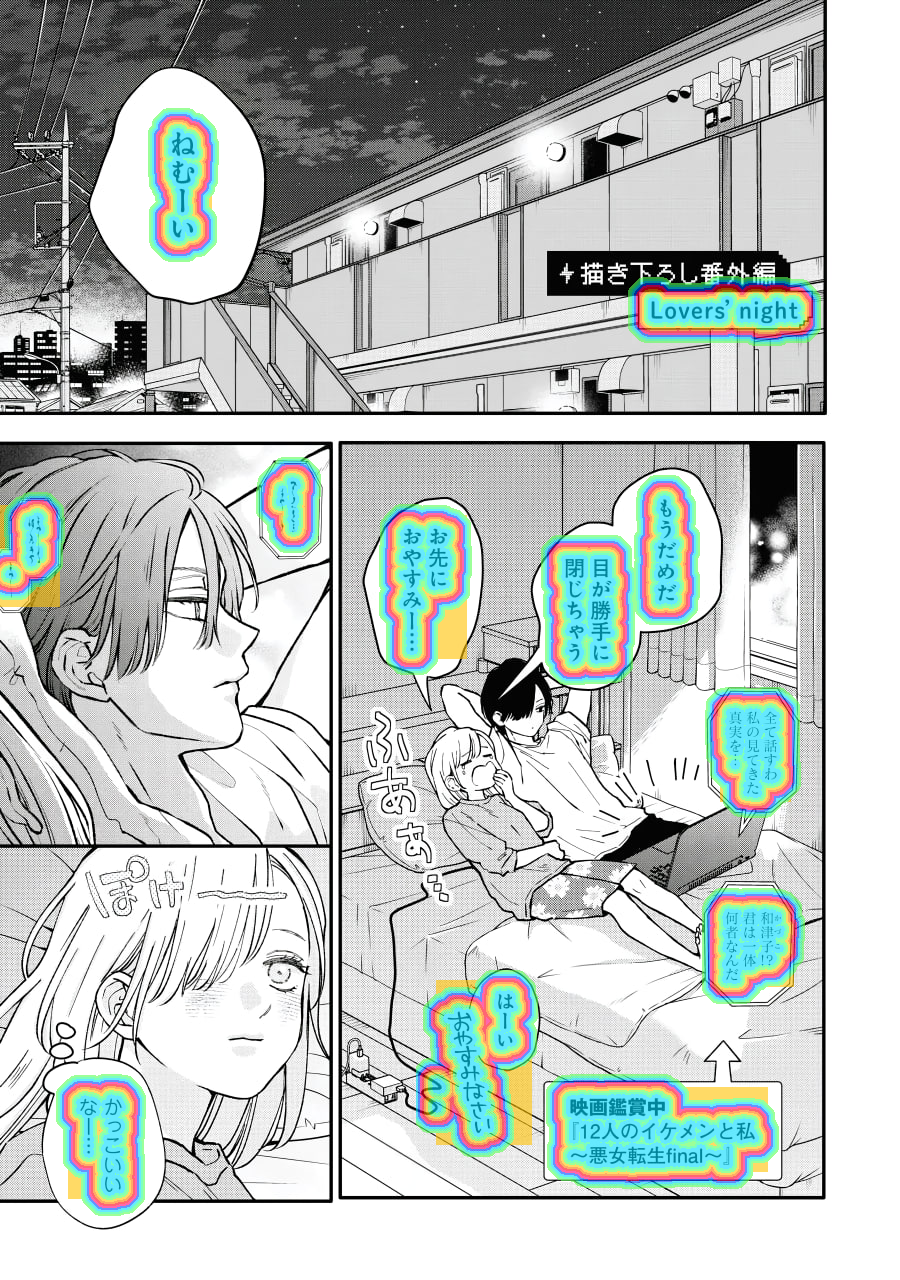 ねむーい
描き下ろし番外編
Lovers’ night
もうだめだ
目が勝手に
閉じちゃう
お先に
おやすみー…
ふあぁ…
全て話すわ
私の見てきた
真実を…
和津子!?
君は一体
何者なんだ
はーい
おやすみなさい
映画鑑賞中
『12人のイケメンと私
～悪女転生final～』
ぽけーー
かっこいい
なー…